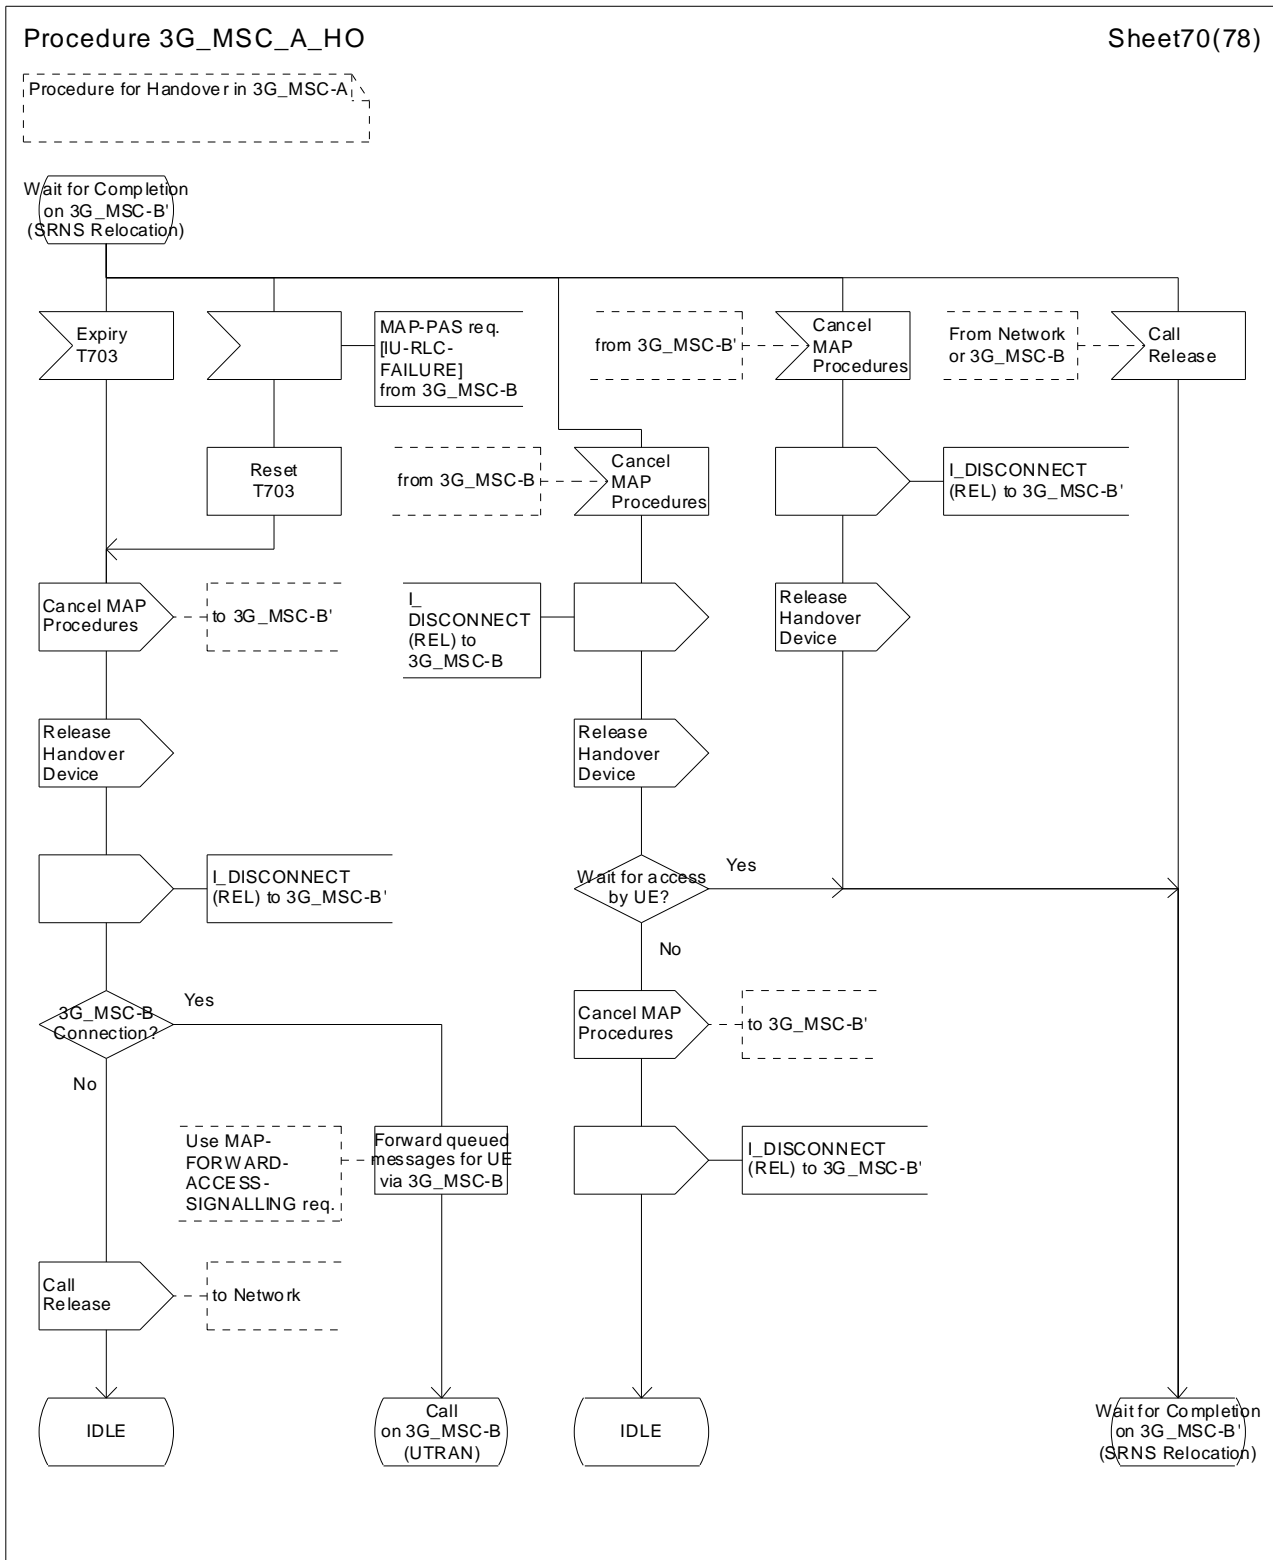 Procedure 3G_MSC_A_HO
Sheet70(78)
Procedure for Handover in 3G_MSC-A
Wait for Completion
on 3G_MSC-B'
(SRNS Relocation)
Expiry
T703
MAP-PAS req.
[IU-RLC-
FAILURE]
from 3G_MSC-B
from 3G_MSC-B'
Cancel
MAP
Procedures
From Network
or 3G_MSC-B
Call
Release
Reset
T703
from 3G_MSC-B
Cancel
MAP
Procedures
I_DISCONNECT
(REL) to 3G_MSC-B'
Cancel MAP
Procedures
to 3G_MSC-B'
I_
DISCONNECT
(REL) to
3G_MSC-B
Release
Handover
Device
Release
Handover
Device
Release
Handover
Device
I_DISCONNECT
(REL) to 3G_MSC-B'
Wait for access
by UE?
Yes
No
3G_MSC-B
Connection?
Yes
No
Cancel MAP
Procedures
to 3G_MSC-B'
Use MAP-
FORWARD-
ACCESS-
SIGNALLING req.
Forward queued
messages for UE
via 3G_MSC-B
I_DISCONNECT
(REL) to 3G_MSC-B'
Call
Release
to Network
IDLE
Call
on 3G_MSC-B
(UTRAN)
IDLE
Wait for Completion
on 3G_MSC-B'
(SRNS Relocation)